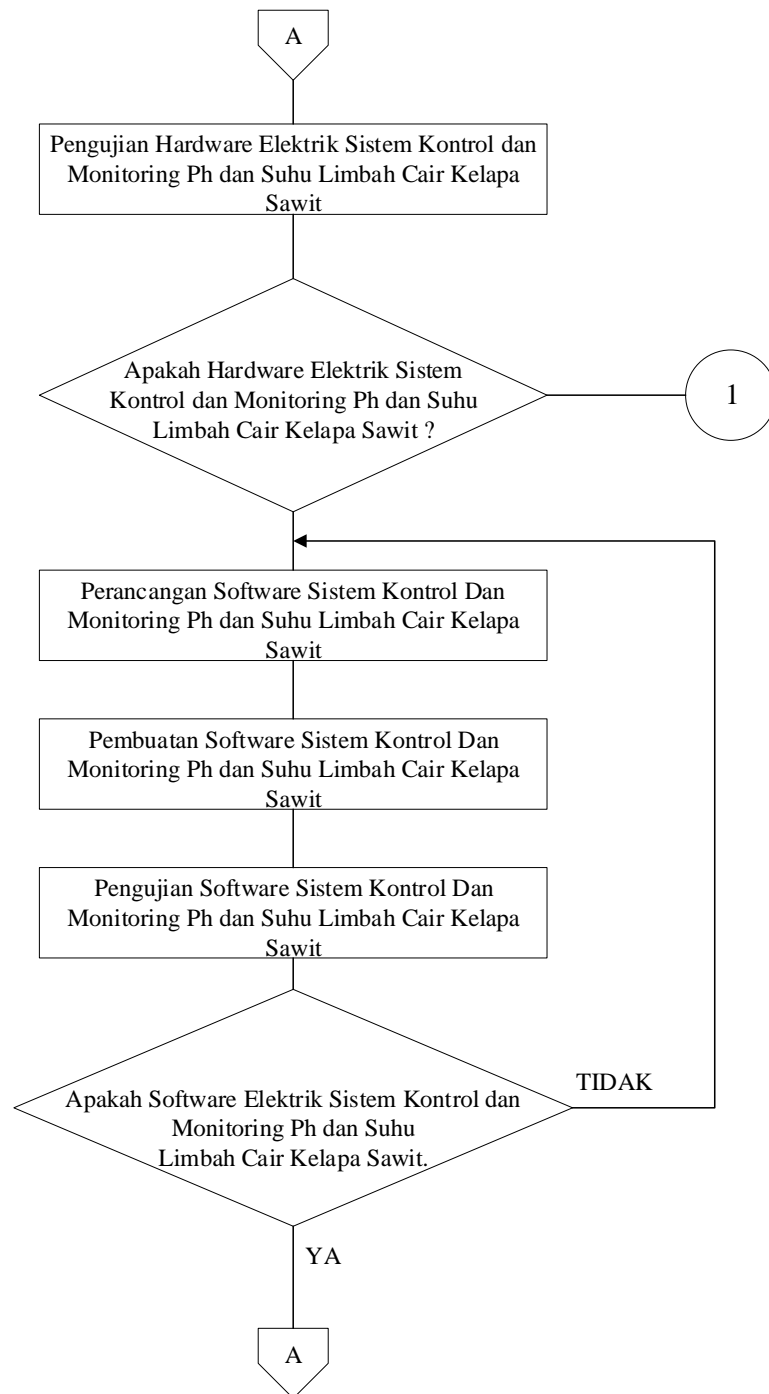 A
Pengujian Hardware Elektrik Sistem Kontrol dan
Monitoring Ph dan Suhu Limbah Cair Kelapa
Sawit
Apakah Hardware Elektrik Sistem
Kontrol dan Monitoring Ph dan Suhu
Limbah Cair Kelapa Sawit ?
1
Perancangan Software Sistem Kontrol Dan
Monitoring Ph dan Suhu Limbah Cair Kelapa
Sawit
Pembuatan Software Sistem Kontrol Dan
Monitoring Ph dan Suhu Limbah Cair Kelapa
Sawit
Pengujian Software Sistem Kontrol Dan
Monitoring Ph dan Suhu Limbah Cair Kelapa
Sawit
Apakah Software Elektrik Sistem Kontrol dan
Monitoring Ph dan Suhu
Limbah Cair Kelapa Sawit.
TIDAK
YA
A